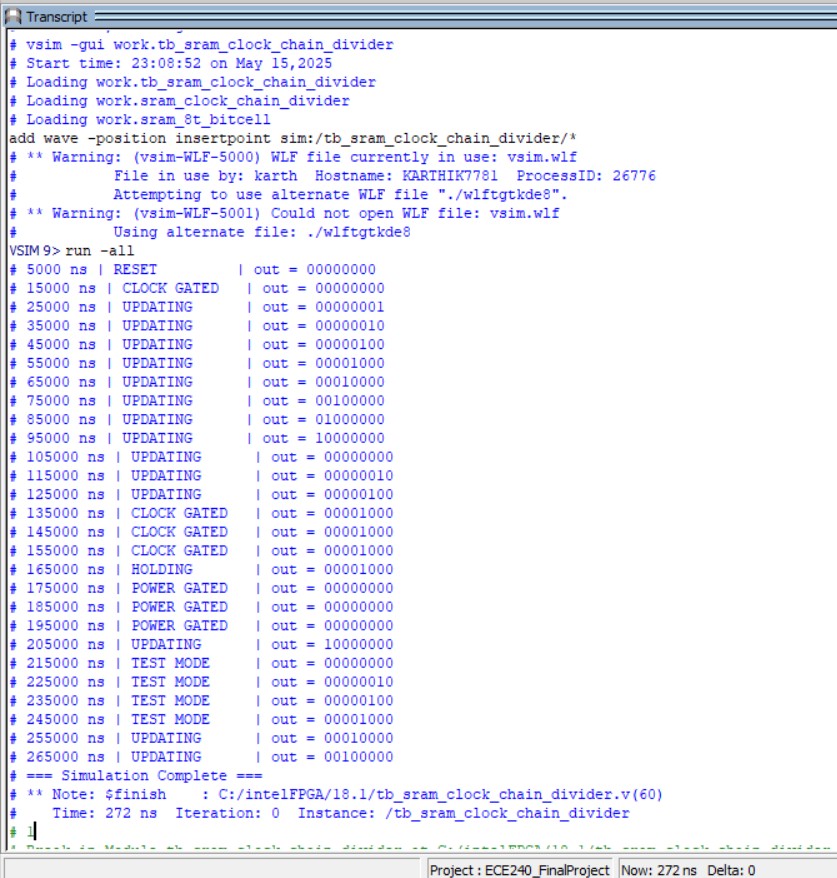 Transcript
# vsim -gui work.tb_sram_clock_chain_divider
# Start time: 23:08:52 on May 15,2025
# Loading work.tb_sram_clock_chain_divider
# Loading work.sram_clock_chain_divider
# Loading work.sram_8t_bitcell
add wave -position insertpoint sim:/tb_sram_clock_chain_divider/*
# ** Warning: (vsim-WLF-5000) WLF file currently in use: vsim.wlf
#           File in use by: karth  Hostname: KARTHIK7781  ProcessID: 26776
#           Attempting to use alternate WLF file "./wlftgtkde8".
# ** Warning: (vsim-WLF-5001) Could not open WLF file: vsim.wlf
#           Using alternate file: ./wlftgtkde8
VSIM 9> run -all
# 5000 ns | RESET         | out = 00000000
# 15000 ns | CLOCK GATED   | out = 00000000
# 25000 ns | UPDATING      | out = 00000001
# 35000 ns | UPDATING      | out = 00000010
# 45000 ns | UPDATING      | out = 00000100
# 55000 ns | UPDATING      | out = 00001000
# 65000 ns | UPDATING      | out = 00010000
# 75000 ns | UPDATING      | out = 00100000
# 85000 ns | UPDATING      | out = 01000000
# 95000 ns | UPDATING      | out = 10000000
# 105000 ns | UPDATING      | out = 00000000
# 115000 ns | UPDATING      | out = 00000010
# 125000 ns | UPDATING      | out = 00000100
# 135000 ns | CLOCK GATED   | out = 00001000
# 145000 ns | CLOCK GATED   | out = 00001000
# 155000 ns | CLOCK GATED   | out = 00001000
# 165000 ns | HOLDING       | out = 00001000
# 175000 ns | POWER GATED   | out = 00000000
# 185000 ns | POWER GATED   | out = 00000000
# 195000 ns | POWER GATED   | out = 00000000
# 205000 ns | UPDATING      | out = 10000000
# 215000 ns | TEST MODE     | out = 00000000
# 225000 ns | TEST MODE     | out = 00000010
# 235000 ns | TEST MODE     | out = 00000100
# 245000 ns | TEST MODE     | out = 00001000
# 255000 ns | UPDATING      | out = 00010000
# 265000 ns | UPDATING      | out = 00100000
# === Simulation Complete ===
# ** Note: $finish    : C:/intelFPGA/18.1/tb_sram_clock_chain_divider.v(60)
#    Time: 272 ns  Iteration: 0  Instance: /tb_sram_clock_chain_divider
# 1
Project : ECE240_FinalProject  Now: 272 ns  Delta: 0